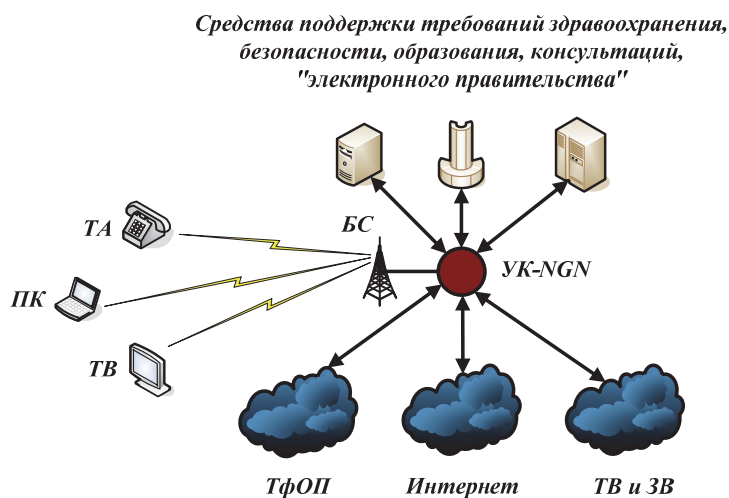 Средства поддержки требований здравоохранения,
безопасности, образования, консультаций,
"электронного правительства"
БС
ТА
УК-NGN
ПК
ТВ
ТфОП
Интернет
ТВ и ЗВ